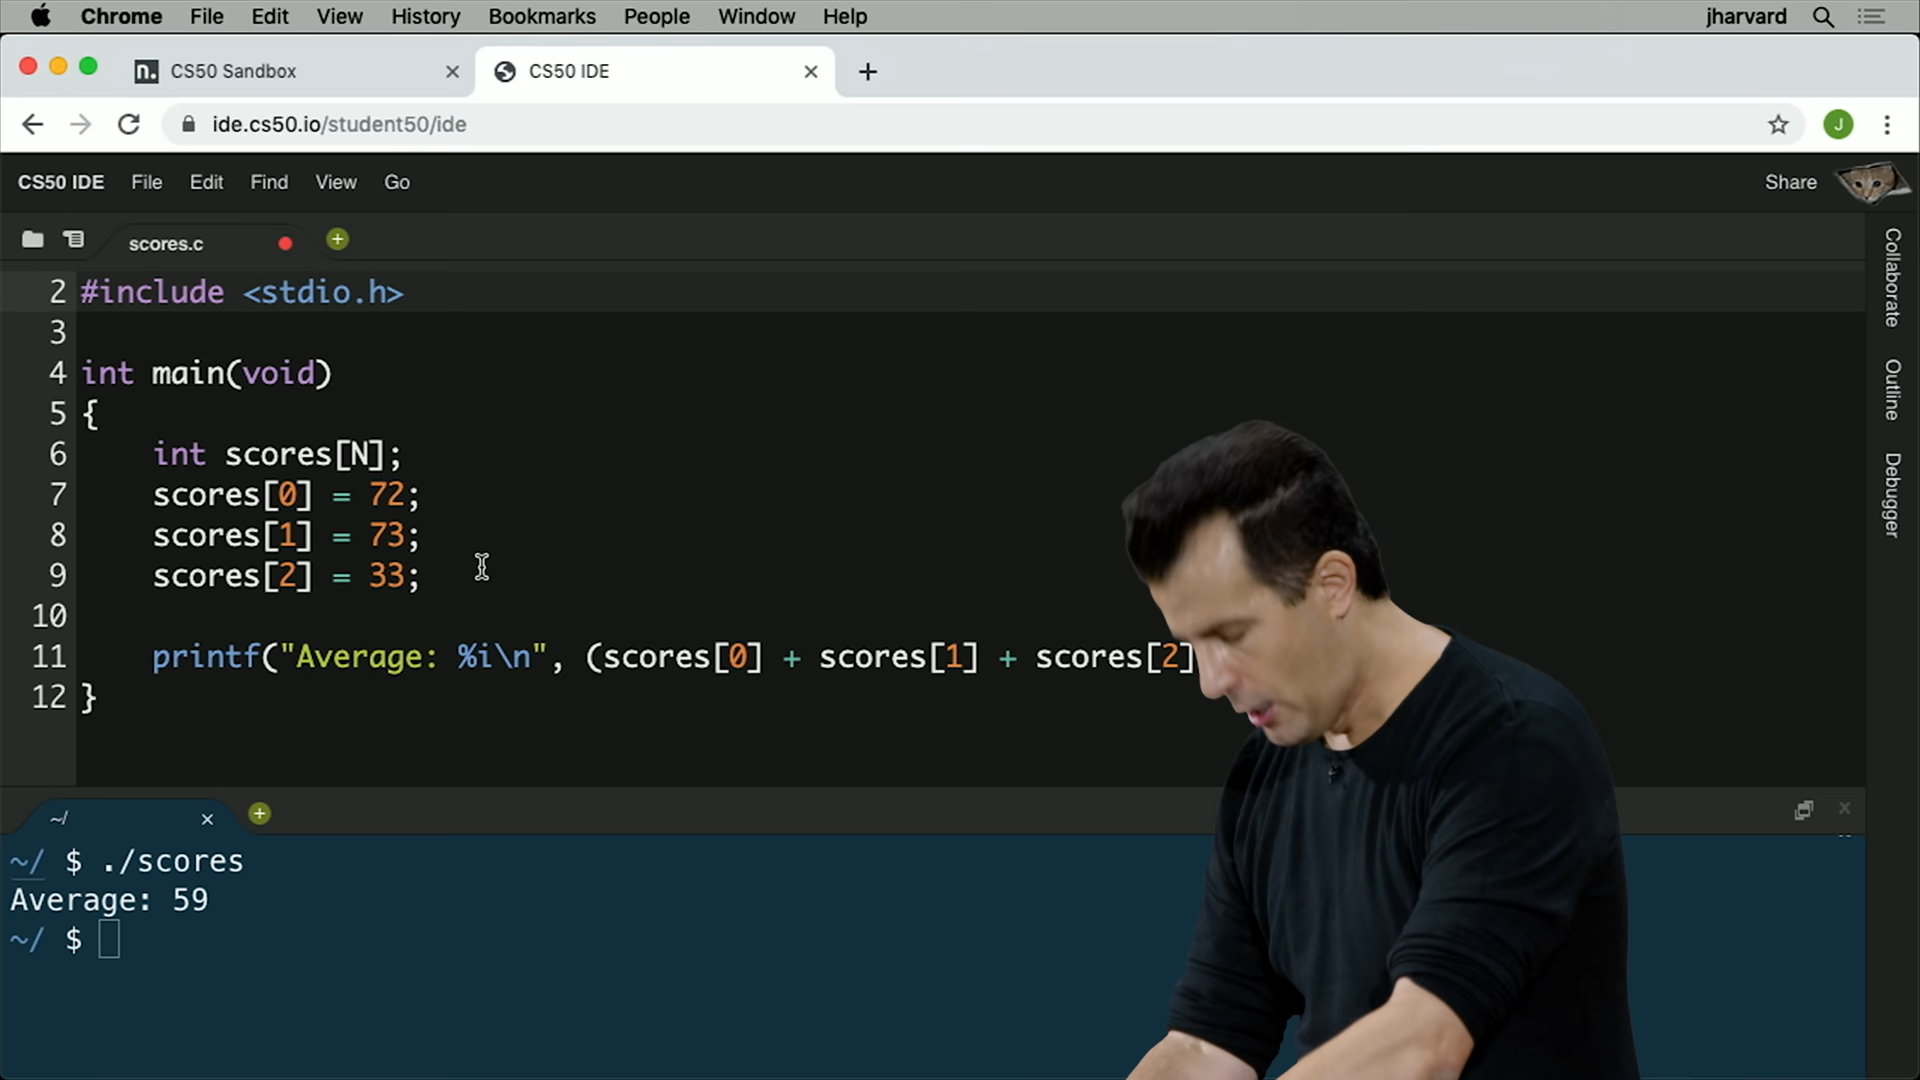 Chrome File Edit View History Bookmarks People Window Help jharvard
n. CS50 Sandbox CS50 IDE
ide.cs50.io/student50/ide J
CS50 IDE File Edit Find View Go Share
scores.c
2 #include <stdio.h>
3
4 int main(void)
5 {
6 int scores[N];
7 scores[0] = 72;
8 scores[1] = 73;
9 scores[2] = 33;
10
11 printf("Average: %i\n", (scores[0] + scores[1] + scores[2]
12 }
Collaborate
Outline
Debugger
~/
~/ $ ./scores
Average: 59
~/ $